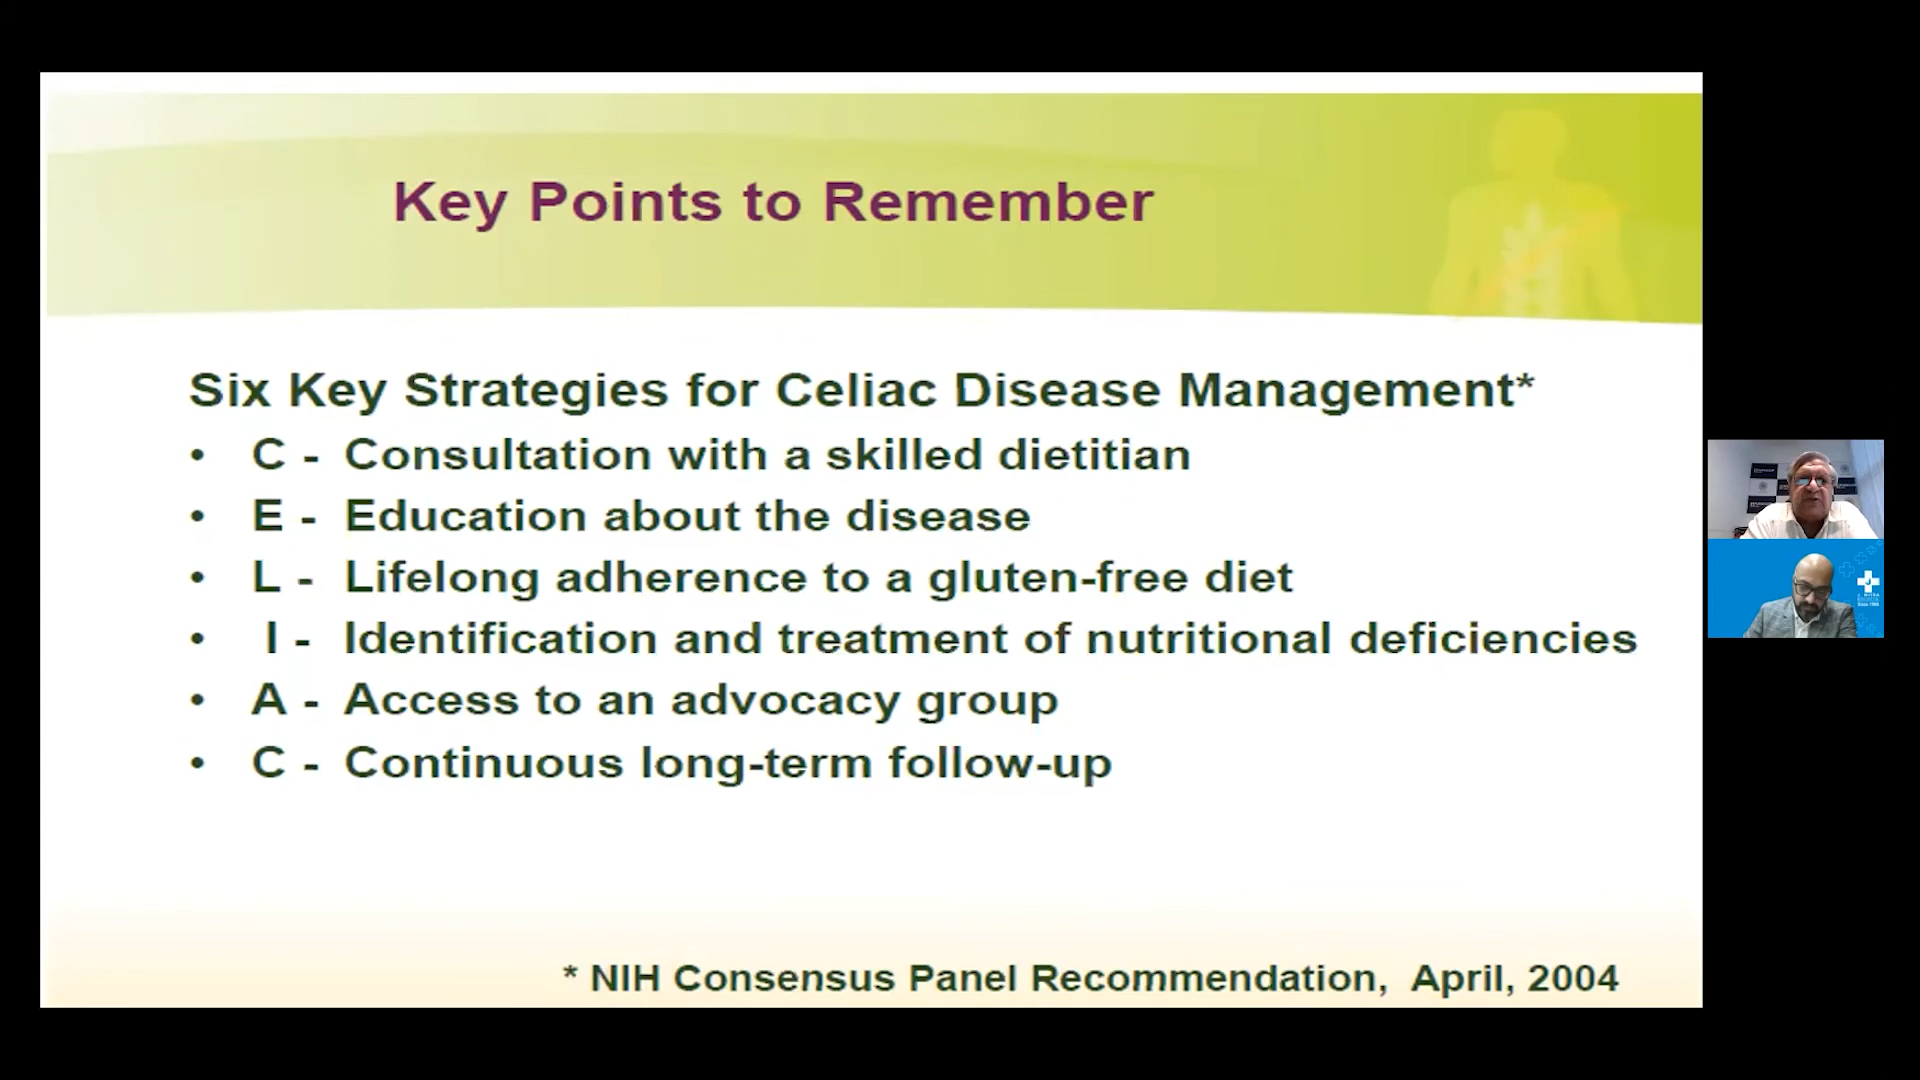 Key Points to Remember
Six Key Strategies for Celiac Disease Management*
• C - Consultation with a skilled dietitian
• E - Education about the disease
• L - Lifelong adherence to a gluten-free diet
• I - Identification and treatment of nutritional deficiencies
• A - Access to an advocacy group
• C - Continuous long-term follow-up
* NIH Consensus Panel Recommendation, April, 2004